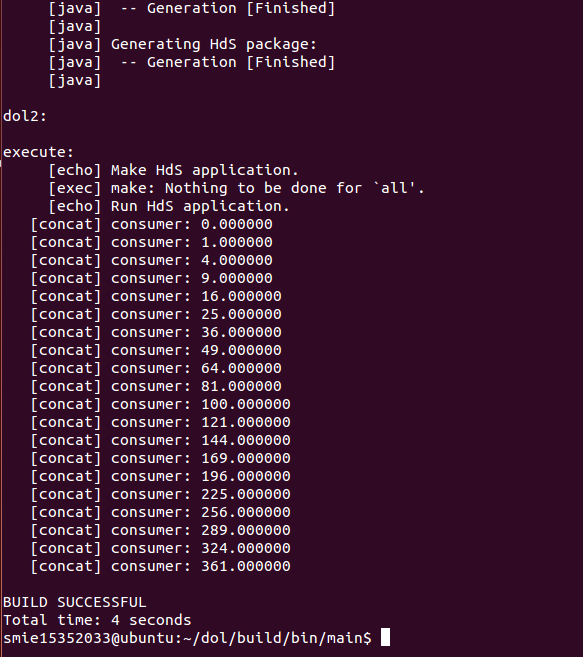 [java]  -- Generation [Finished]
[java]
[java] Generating HdS package:
[java]  -- Generation [Finished]
[java]
dol2:
execute:
[echo] Make HdS application.
[exec] make: Nothing to be done for `all'.
[echo] Run HdS application.
[concat] consumer: 0.000000
[concat] consumer: 1.000000
[concat] consumer: 4.000000
[concat] consumer: 9.000000
[concat] consumer: 16.000000
[concat] consumer: 25.000000
[concat] consumer: 36.000000
[concat] consumer: 49.000000
[concat] consumer: 64.000000
[concat] consumer: 81.000000
[concat] consumer: 100.000000
[concat] consumer: 121.000000
[concat] consumer: 144.000000
[concat] consumer: 169.000000
[concat] consumer: 196.000000
[concat] consumer: 225.000000
[concat] consumer: 256.000000
[concat] consumer: 289.000000
[concat] consumer: 324.000000
[concat] consumer: 361.000000
BUILD SUCCESSFUL
Total time: 4 seconds
smie15352033@ubuntu:~/dol/build/bin/main$